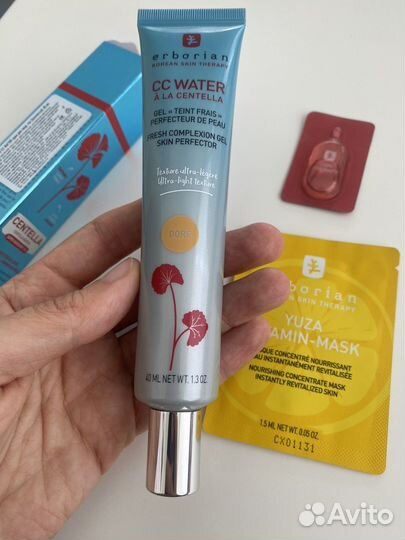 erborian
KOREAN SKIN THERAPY
CC WATER
À LA CENTELLA
GEL « TEINT FRAIS »
PERFECTEUR DE PEAU
FRESH COMPLEXION GEL
SKIN PERFECTOR
Texture ultra-légère
Ultra-light texture
DORÉ
40 ML NET WT. 1.3 OZ.
CENTELLA
erborian
SKIN THERAPY
YUZA
AMIN-MASK
QUE CONCENTRÉ NOURRISSANT
EAU INSTANTANÉMENT REVITALISÉE
NOURISHING CONCENTRATE MASK
INSTANTLY REVITALIZED SKIN
1.5 ML NET WT. 0.05 OZ.
CX01131
Avito